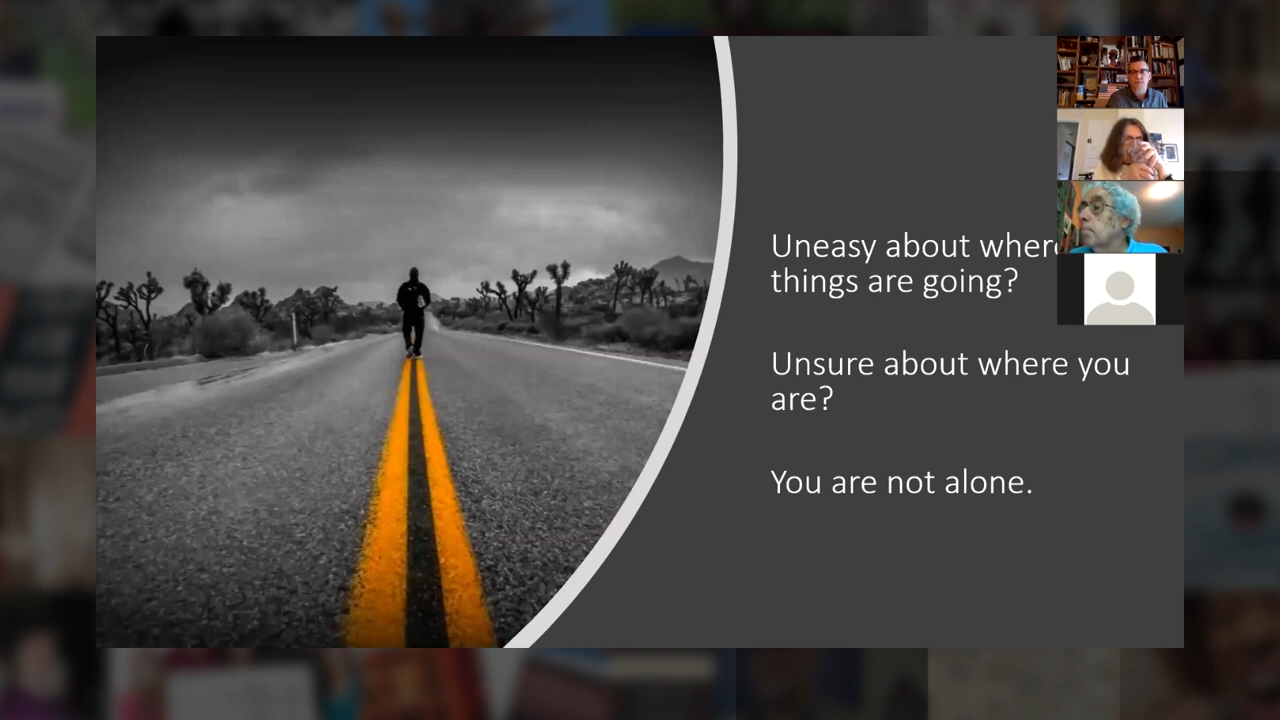 Uneasy about where
things are going?
Unsure about where you
are?
You are not alone.